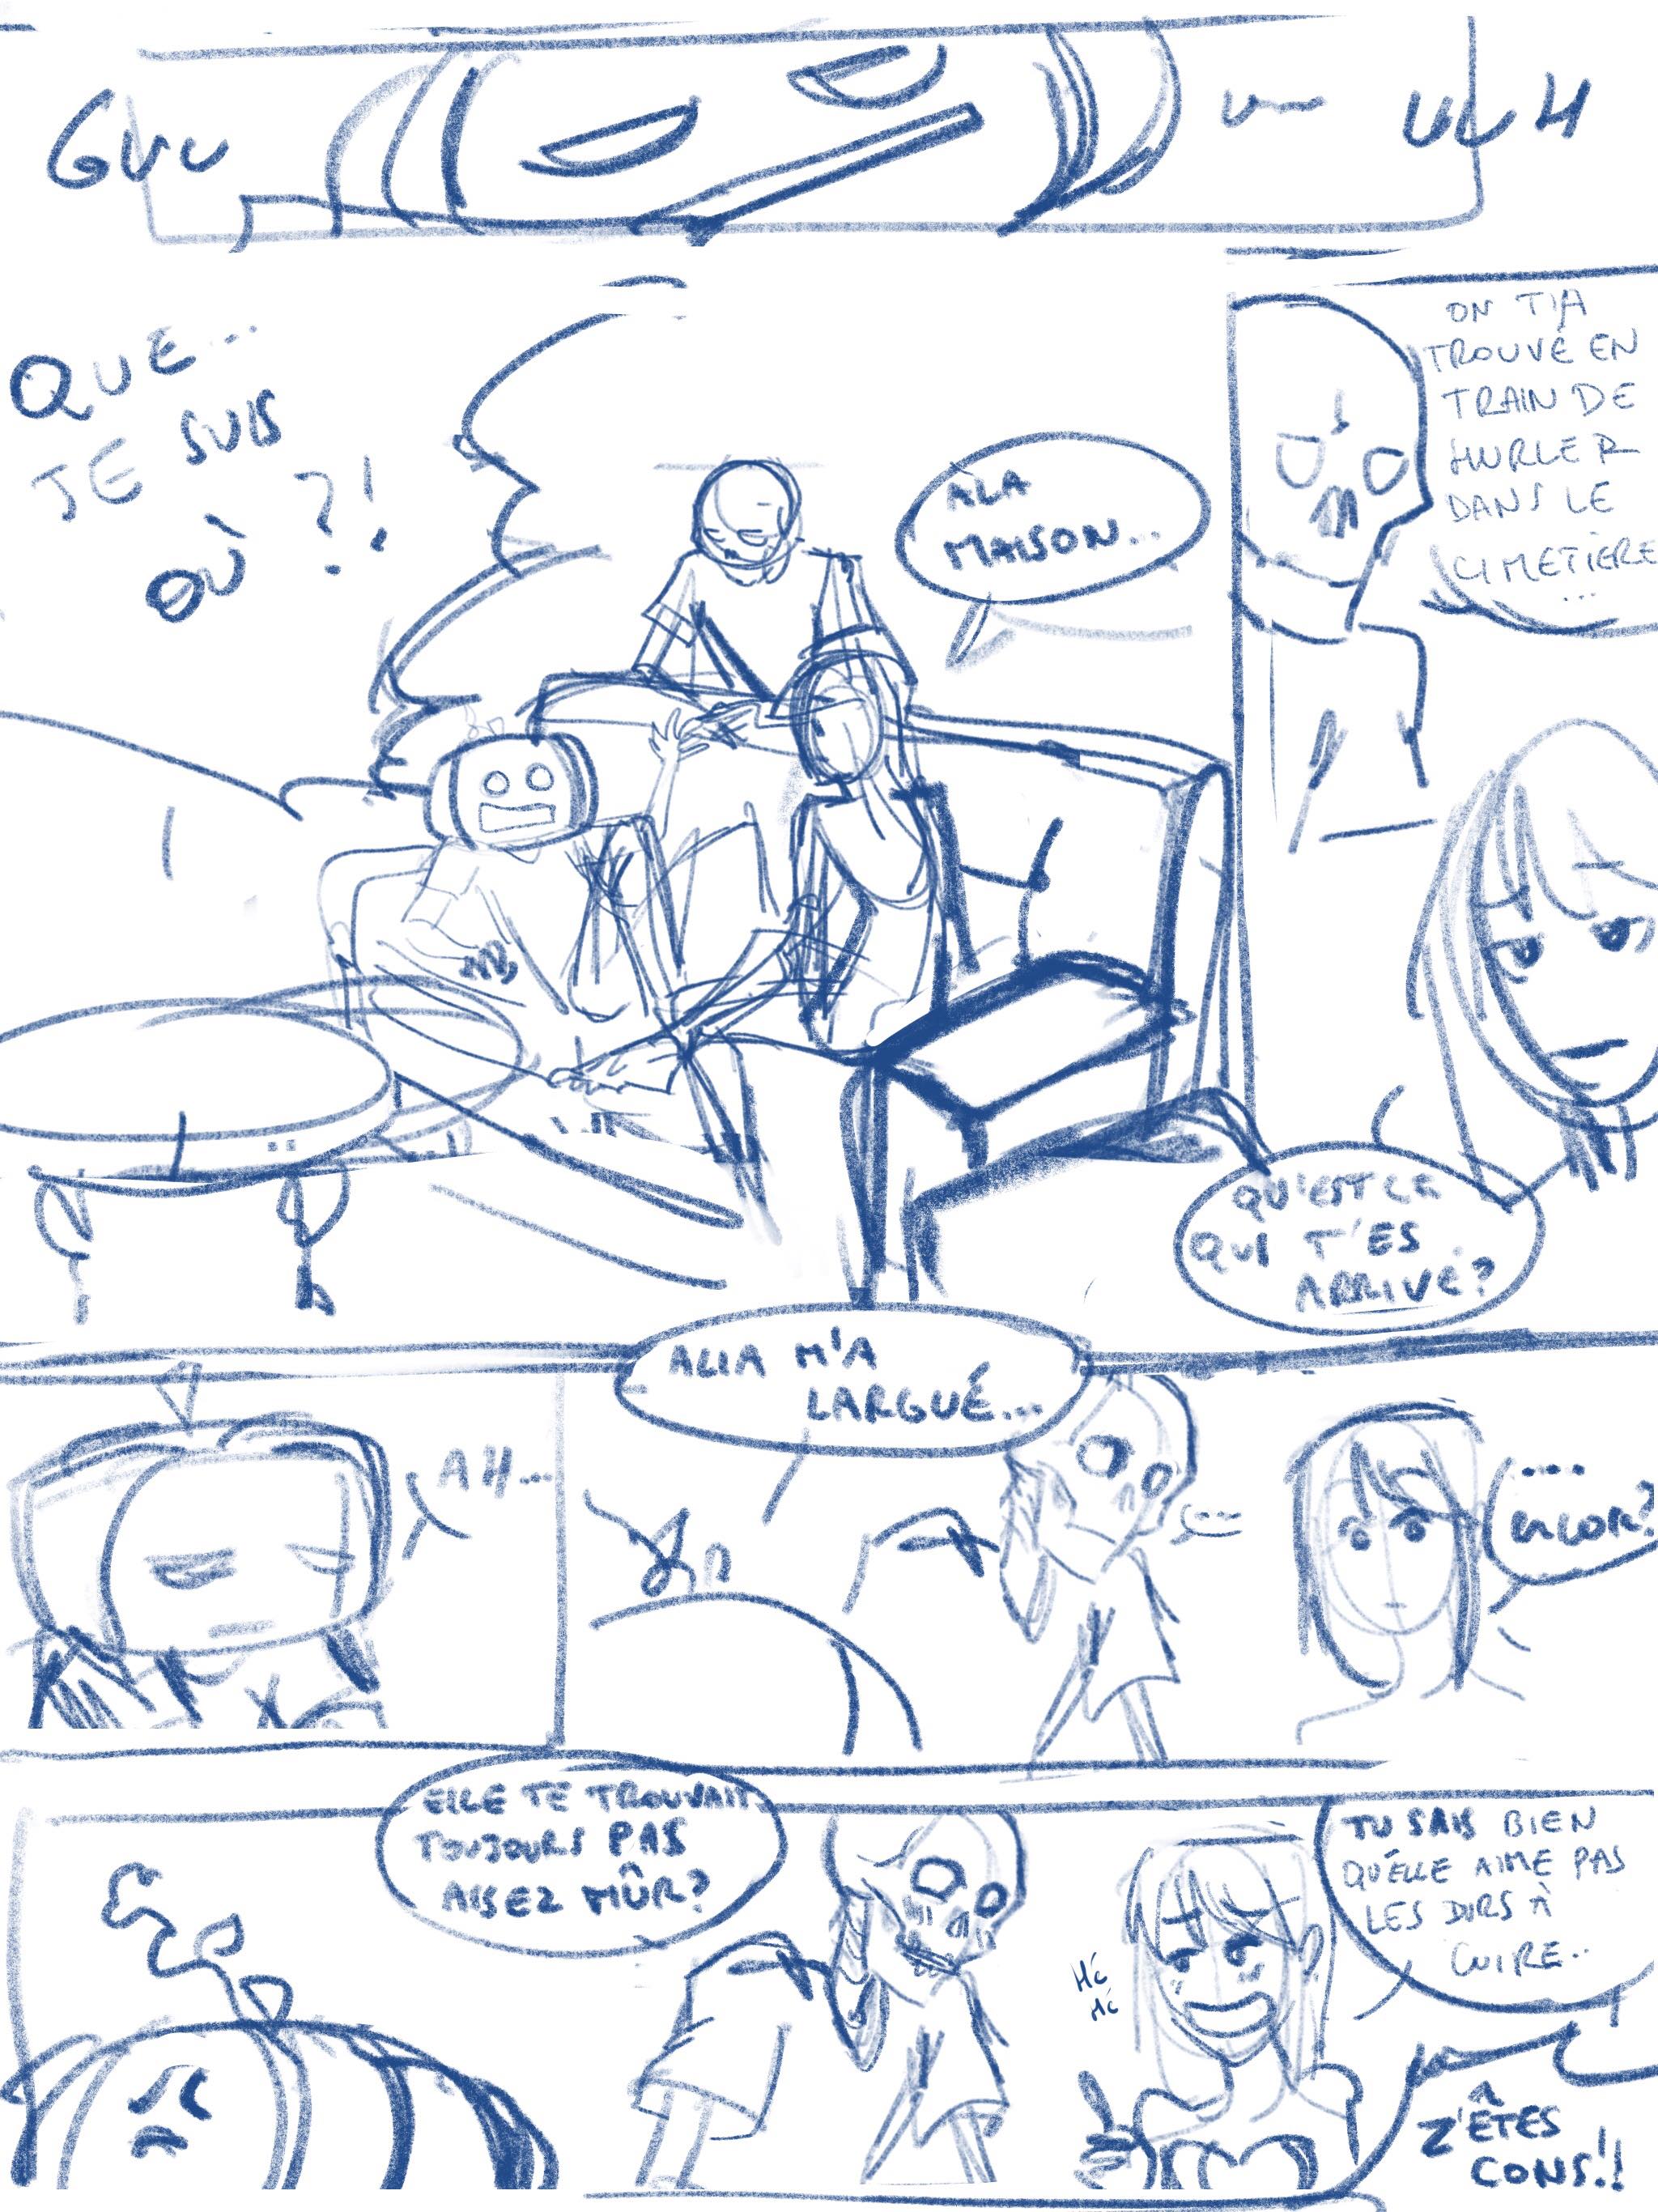 GUU
UUH
QUE...
JE SUIS
OÙ ?!
A LA
MAISON...
ON T'A
TROUVÉ EN
TRAIN DE
HURLER
DANS LE
CIMETIÈRE
...
QU'EST CE
QUI T'ES
ARRIVÉ?
AH...
ALIA M'A
LARGUÉ...
...
....
ENCOR?
ELLE TE TROUVAIT
TOUJOURS PAS
ASSEZ MÛR?
HÉ
HÉ
TU SAIS BIEN
QU'ELLE AIME PAS
LES DURS À
CUIRE..
Z'ÊTES
CONS!!